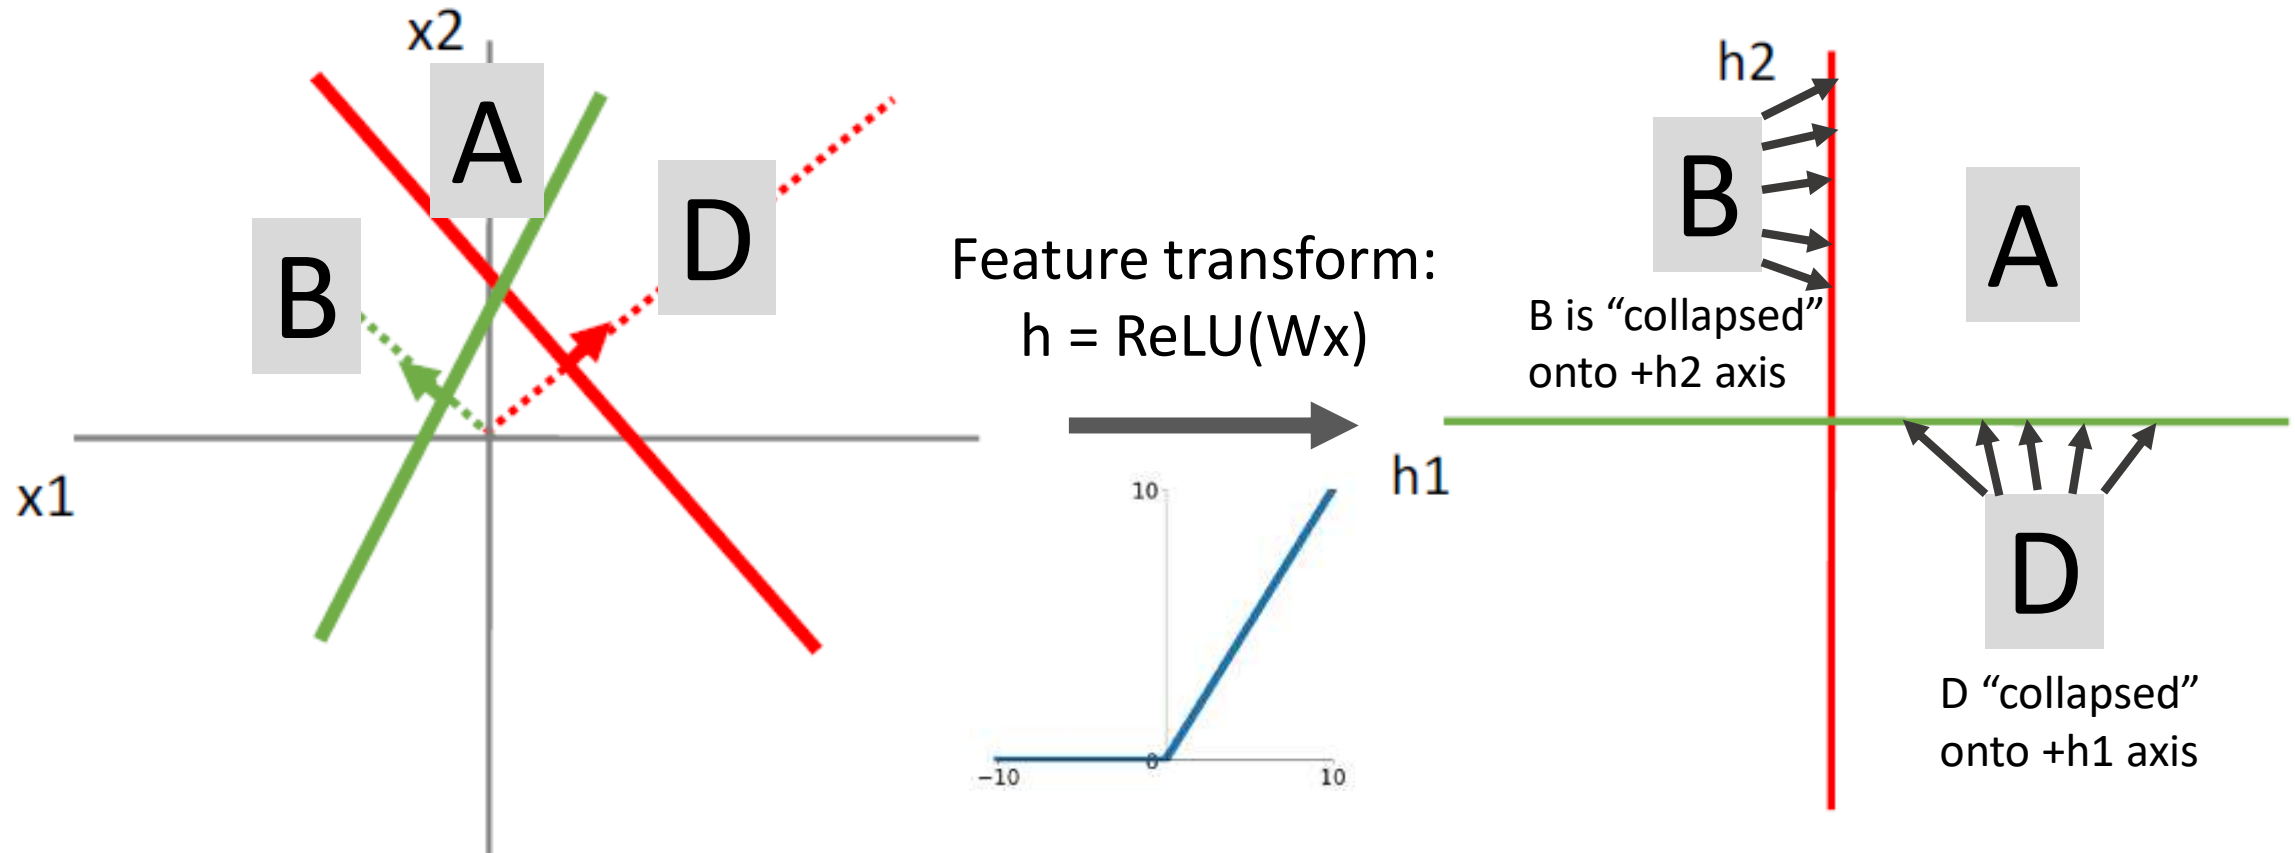 x2
A
B
D
x1
Feature transform:
h = ReLU(Wx)
10
0
−10
10
h2
B
A
B is “collapsed”
onto +h2 axis
h1
D
D “collapsed”
onto +h1 axis